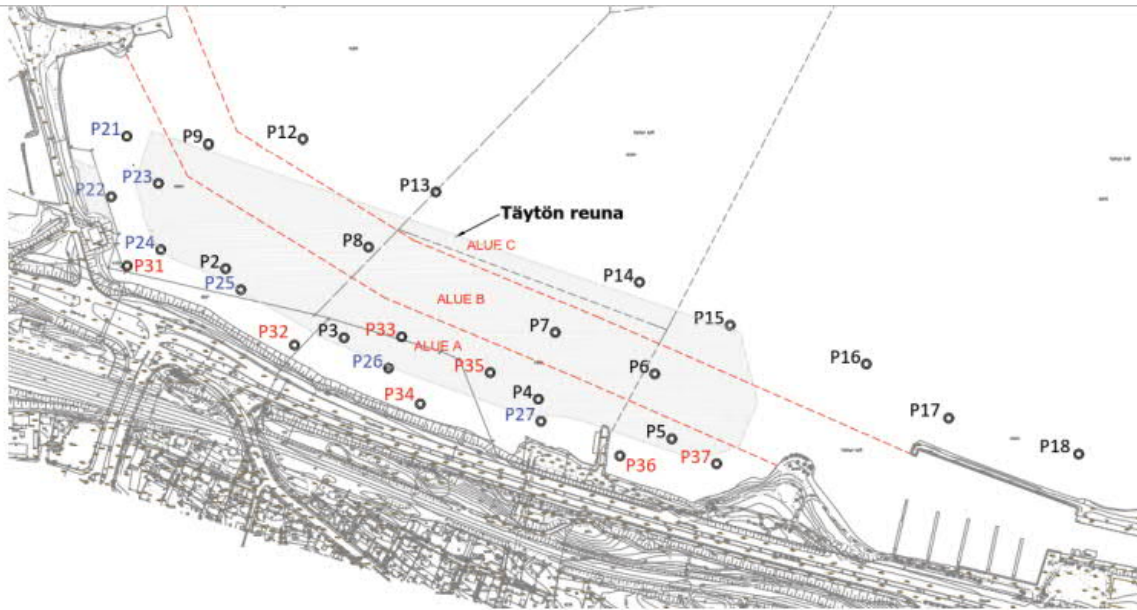 P21
P9
P12
P23
P22
P13
Täytön reuna
ALUE C
P24
P31
P2
P8
P25
P14
ALUE B
P15
P32
P3
P33
P7
ALUE A
P26
P35
P6
P16
P34
P4
P27
P5
P17
P36
P37
P18